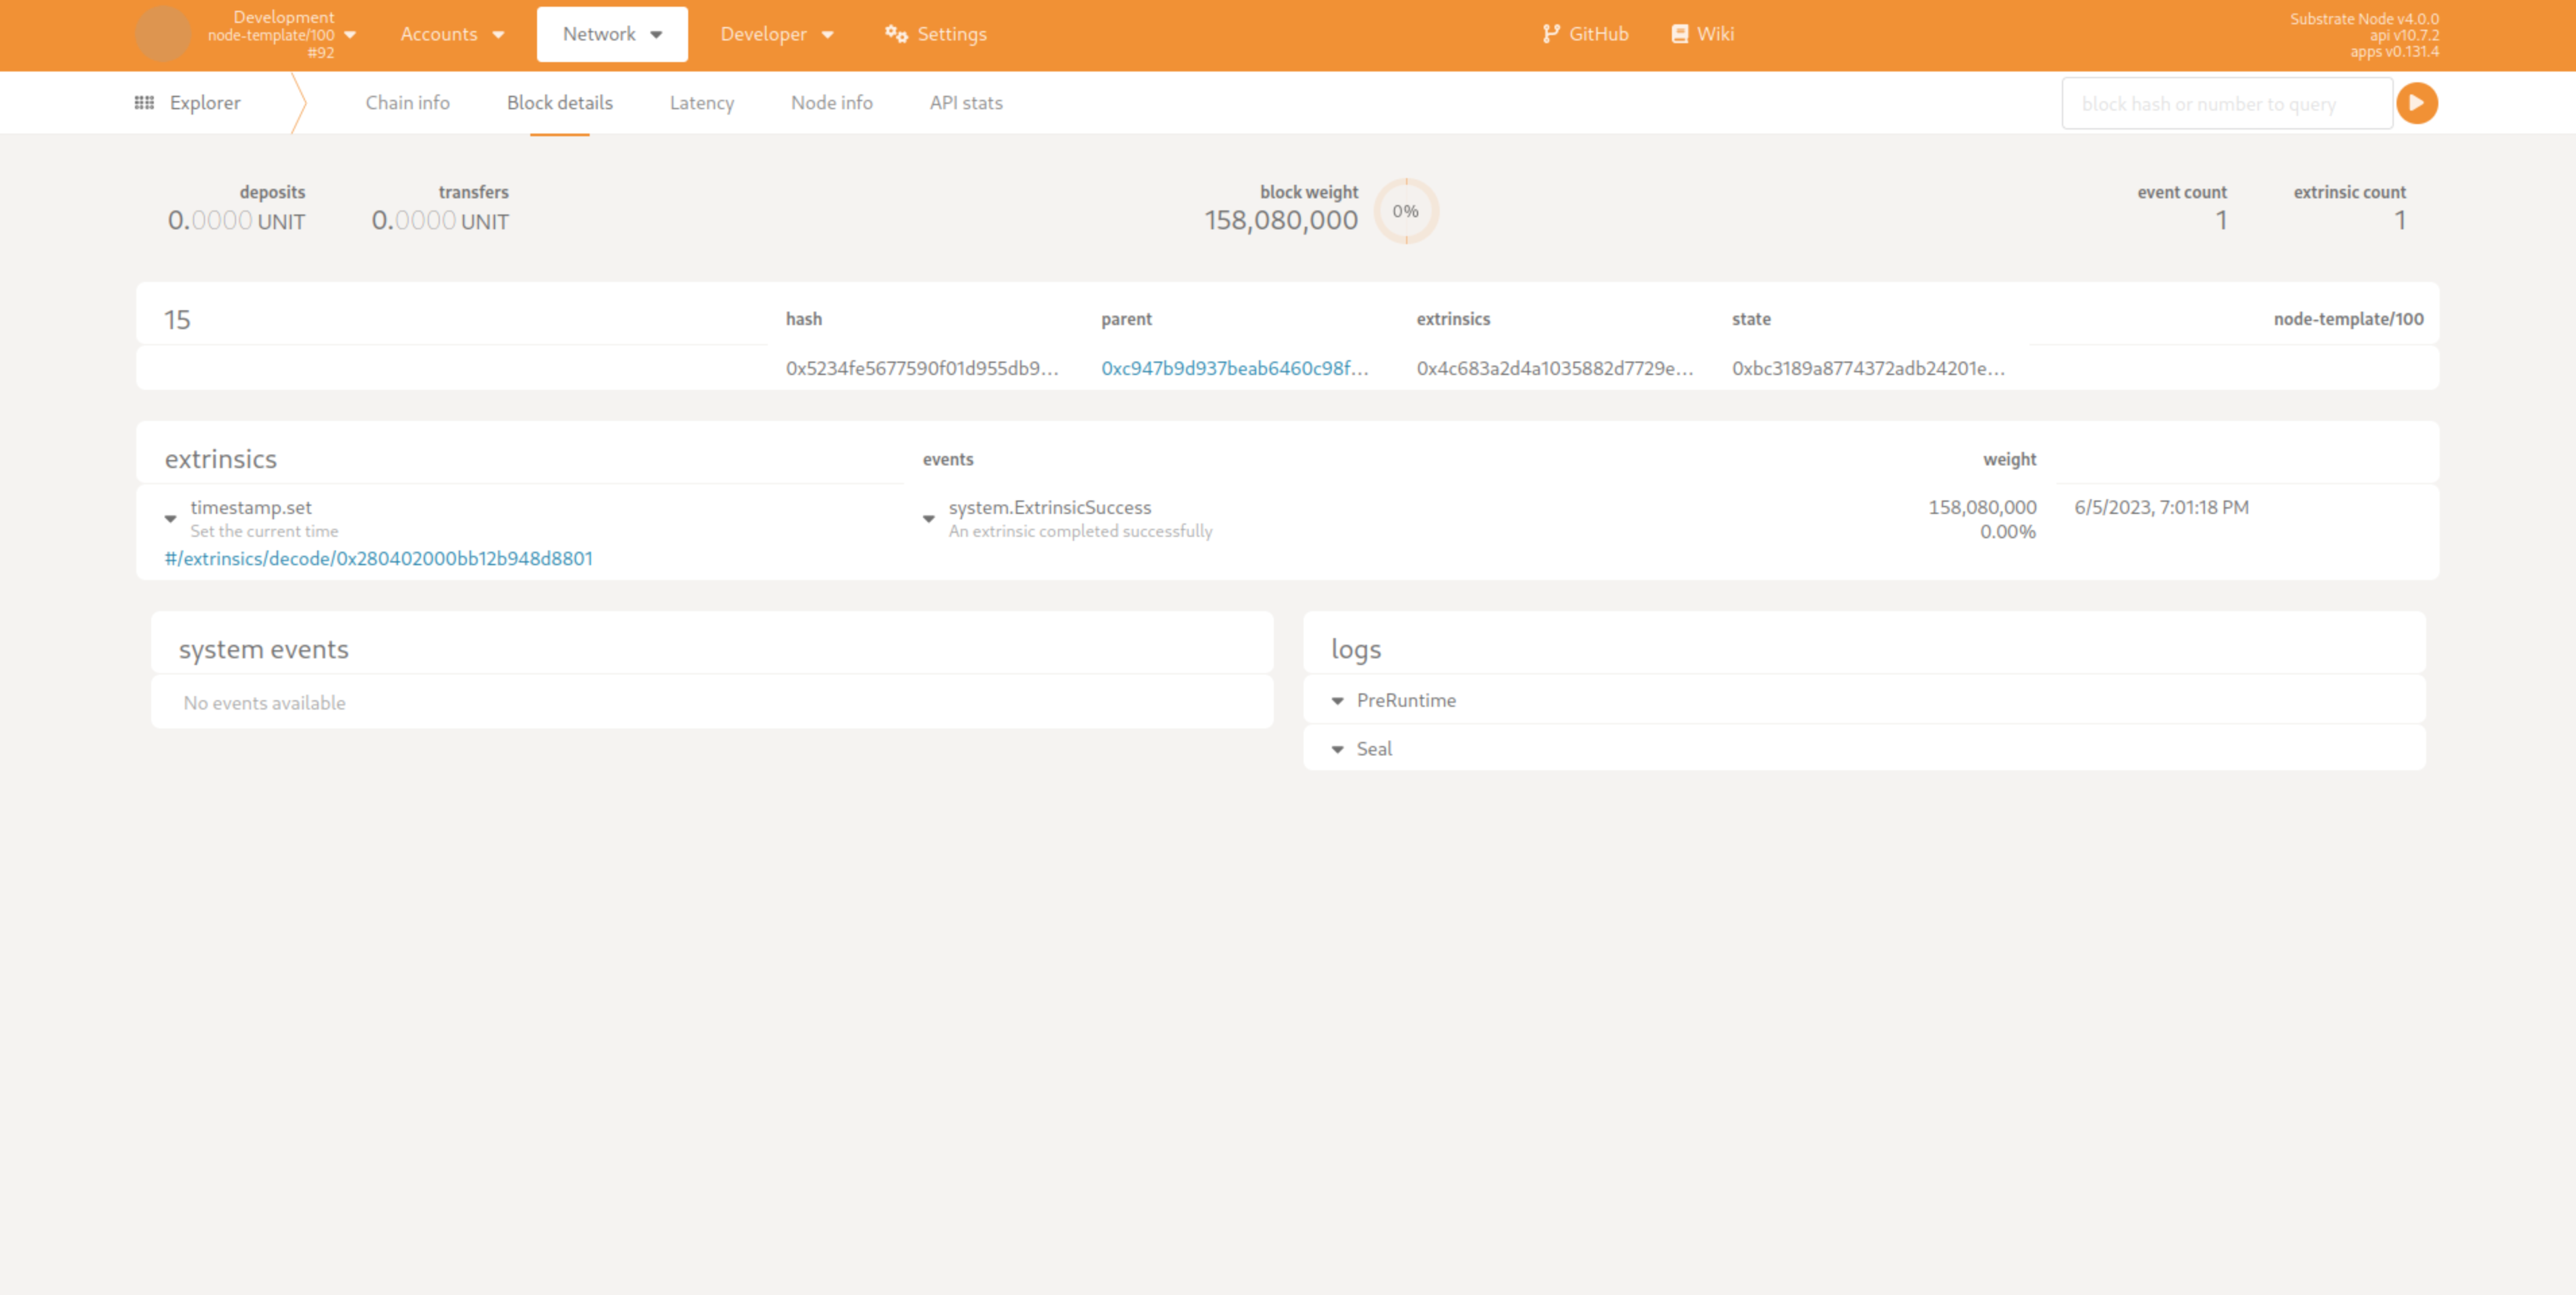 Development
node-template/100
#92
Accounts
Network
Developer
Settings
GitHub
Wiki
Substrate Node v4.0.0
api v10.7.2
apps v0.131.4
Explorer
Chain info
Block details
Latency
Node info
API stats
block hash or number to query
deposits
0.0000 UNIT
transfers
0.0000 UNIT
block weight
158,080,000
0%
event count
1
extrinsic count
1
15 hash parent extrinsics state node-template/100
0x5234fe5677590f01d955db9... 0xc947b9d937beab6460c98f... 0x4c683a2d4a1035882d7729e... 0xbc3189a8774372adb24201e...
extrinsics events weight
timestamp.set
Set the current time
#/extrinsics/decode/0x280402000bb12b948d8801
system.ExtrinsicSuccess
An extrinsic completed successfully
158,080,000
0.00%
6/5/2023, 7:01:18 PM
system events
No events available
logs
PreRuntime
Seal